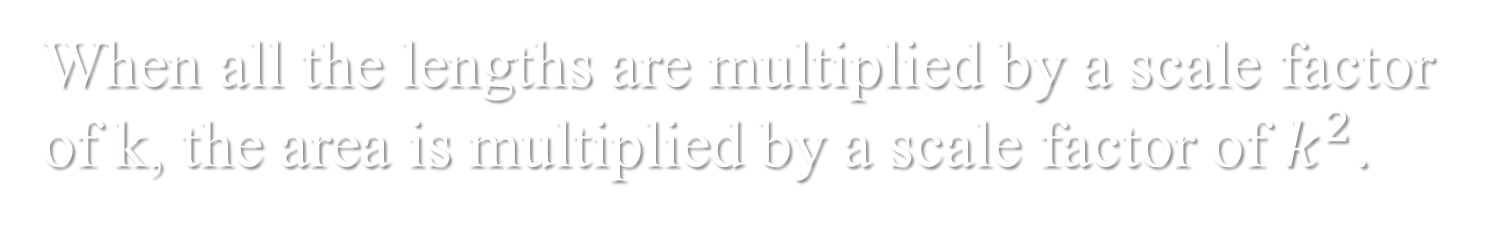 When all the lengths are multiplied by a scale factor
of k, the area is multiplied by a scale factor of k².